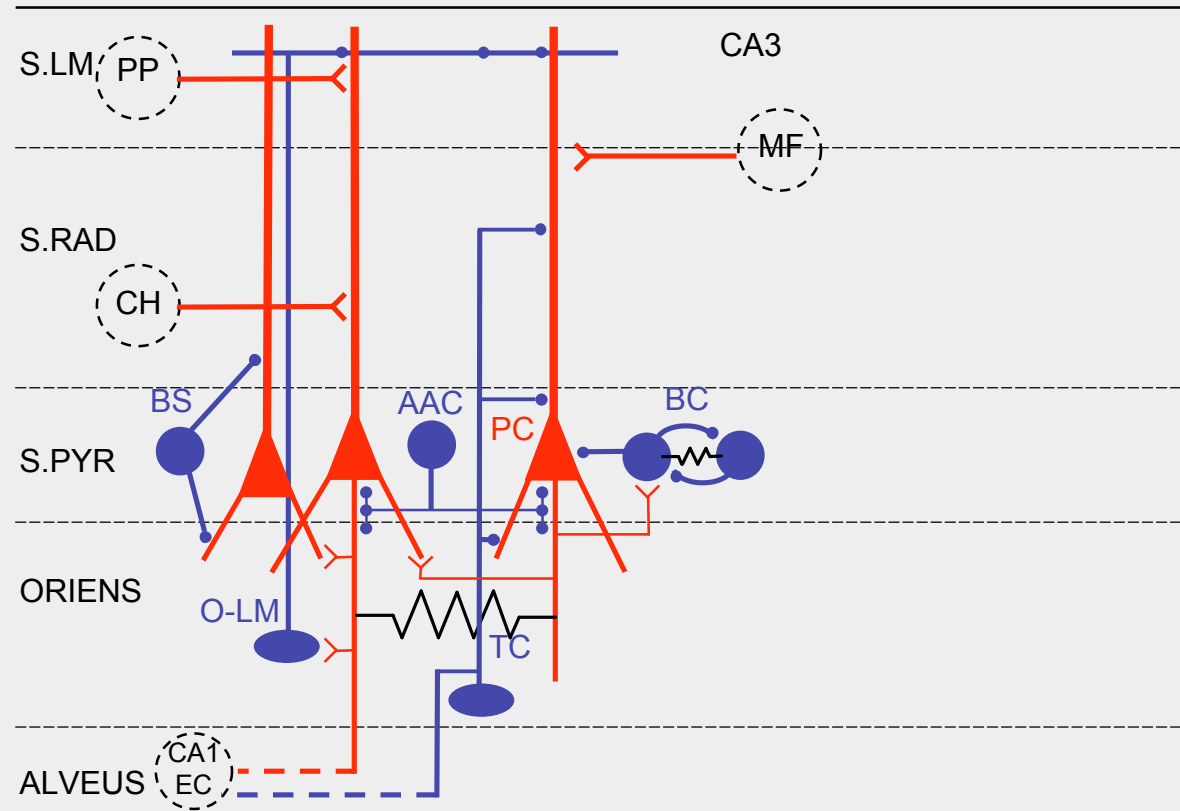 CA3
S.LM
PP
MF
S.RAD
CH
BS
AAC
BC
PC
S.PYR
ORIENS
O-LM
TC
CA1
EC
ALVEUS